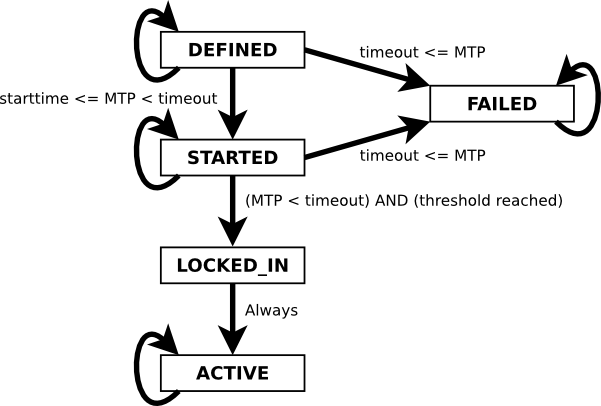 DEFINED
timeout <= MTP
starttime <= MTP < timeout
FAILED
STARTED
timeout <= MTP
(MTP < timeout) AND (threshold reached)
LOCKED_IN
Always
ACTIVE